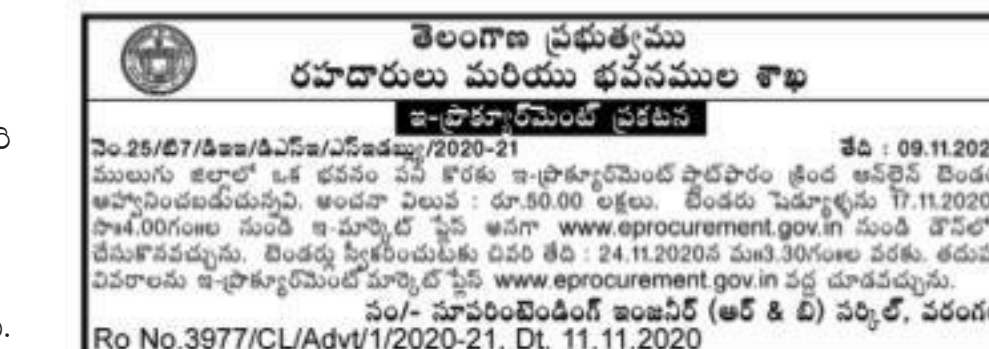 తెలంగాణ ప్రభుత్వము
రహదారులు మరియు భవనముల శాఖ
ఇ-ప్రొక్యూర్‌మెంట్ ప్రకటన
నెం.25/టి7/డిఇఇ/డిఎస్ఇ/ఎస్ఇడబ్ల్యు/2020-21 తేది : 09.11.202
ములుగు జిల్లాలో ఒక భవనం పని కొరకు ఇ-ప్రొక్యూర్‌మెంట్ ప్లాట్‌ఫారం క్రింద ఆన్‌లైన్ టెండ
ఆహ్వానించబడుచున్నవి. అంచనా విలువ : రూ.50.00 లక్షలు. టెండరు షెడ్యూళ్ళను 17.11.2020
సా॥4.00గం॥ల నుండి ఇ-మార్కెట్ ప్లేస్ అనగా www.eprocurement.gov.in నుండి డౌన్‌లో
చేసుకొనవచ్చును. టెండర్లు స్వీకరించుటకు చివరి తేది : 24.11.2020న మ॥3.30గం॥ల వరకు. తదుప
వివరాలను ఇ-ప్రొక్యూర్‌మెంట్ మార్కెట్ ప్లేస్ www.eprocurement.gov.in వద్ద చూడవచ్చును.
సం/- సూపరింటెండింగ్ ఇంజనీర్ (ఆర్ & బి) సర్కిల్, వరంగ
Ro No.3977/CL/Advt/1/2020-21, Dt. 11.11.2020